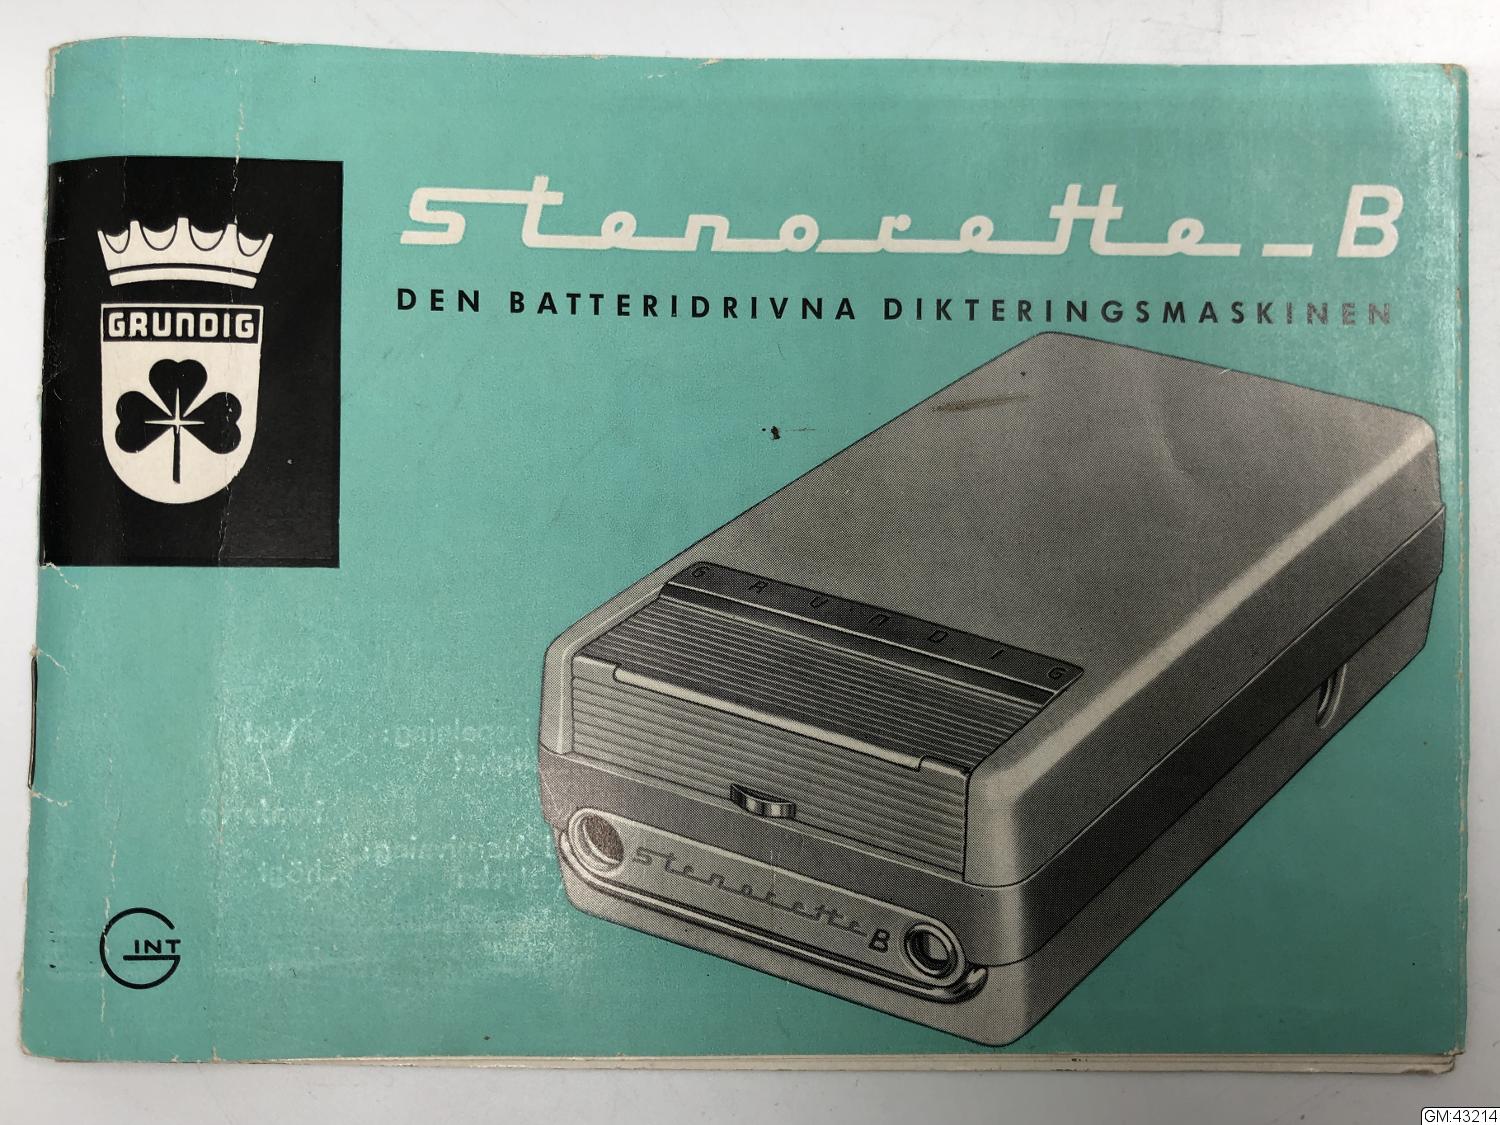 Stenorette-B
DEN BATTERIDRIVNA DIKTERINGSMASKINEN
GRUNDIG
GRUNDIG
Stenorette B
G INT
GM:43214